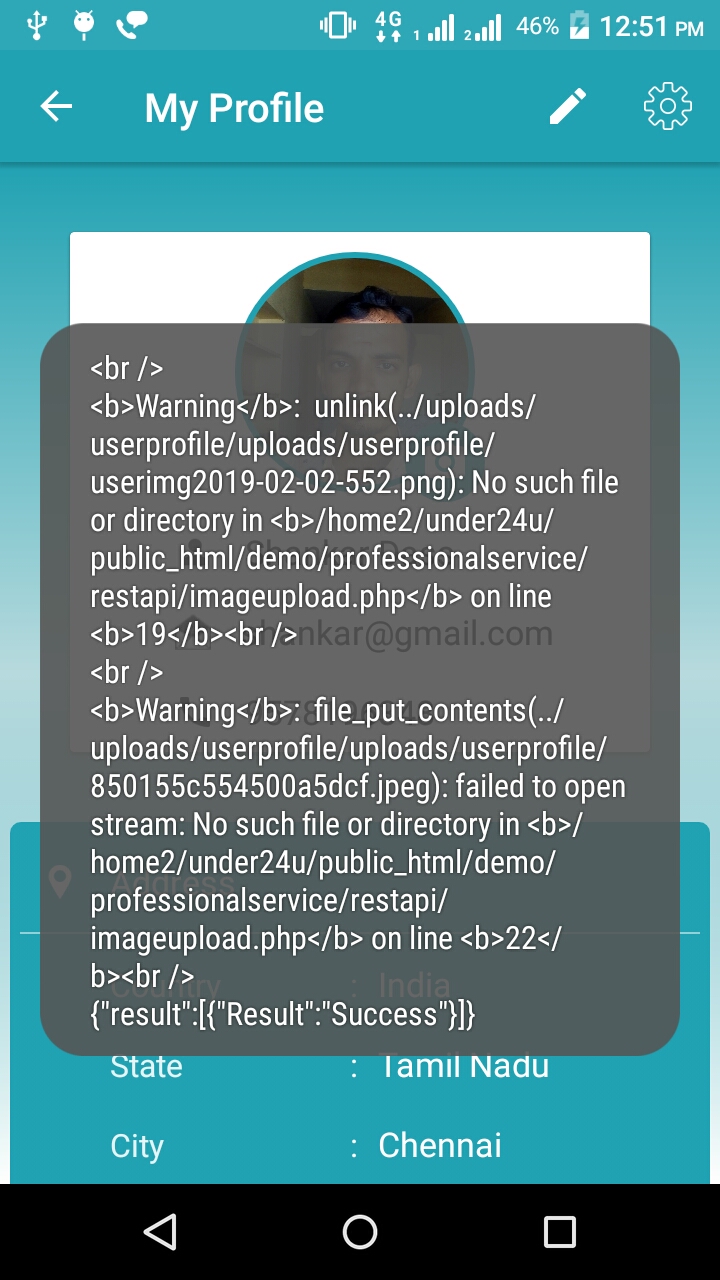 4G 1 2 46% 12:51 PM
My Profile
<br />
<b>Warning</b>:  unlink(../uploads/
userprofile/uploads/userprofile/
userimg2019-02-02-552.png): No such file
or directory in <b>/home2/under24u/
public_html/demo/professionalservice/
restapi/imageupload.php</b> on line
<b>19</b><br />
<br />
<b>Warning</b>:  file_put_contents(../
uploads/userprofile/uploads/userprofile/
850155c554500a5dcf.jpeg): failed to open
stream: No such file or directory in <b>/
home2/under24u/public_html/demo/
professionalservice/restapi/
imageupload.php</b> on line <b>22</
b><br />
{"result":[{"Result":"Success"}]}
Address
Country : India
State : Tamil Nadu
City : Chennai